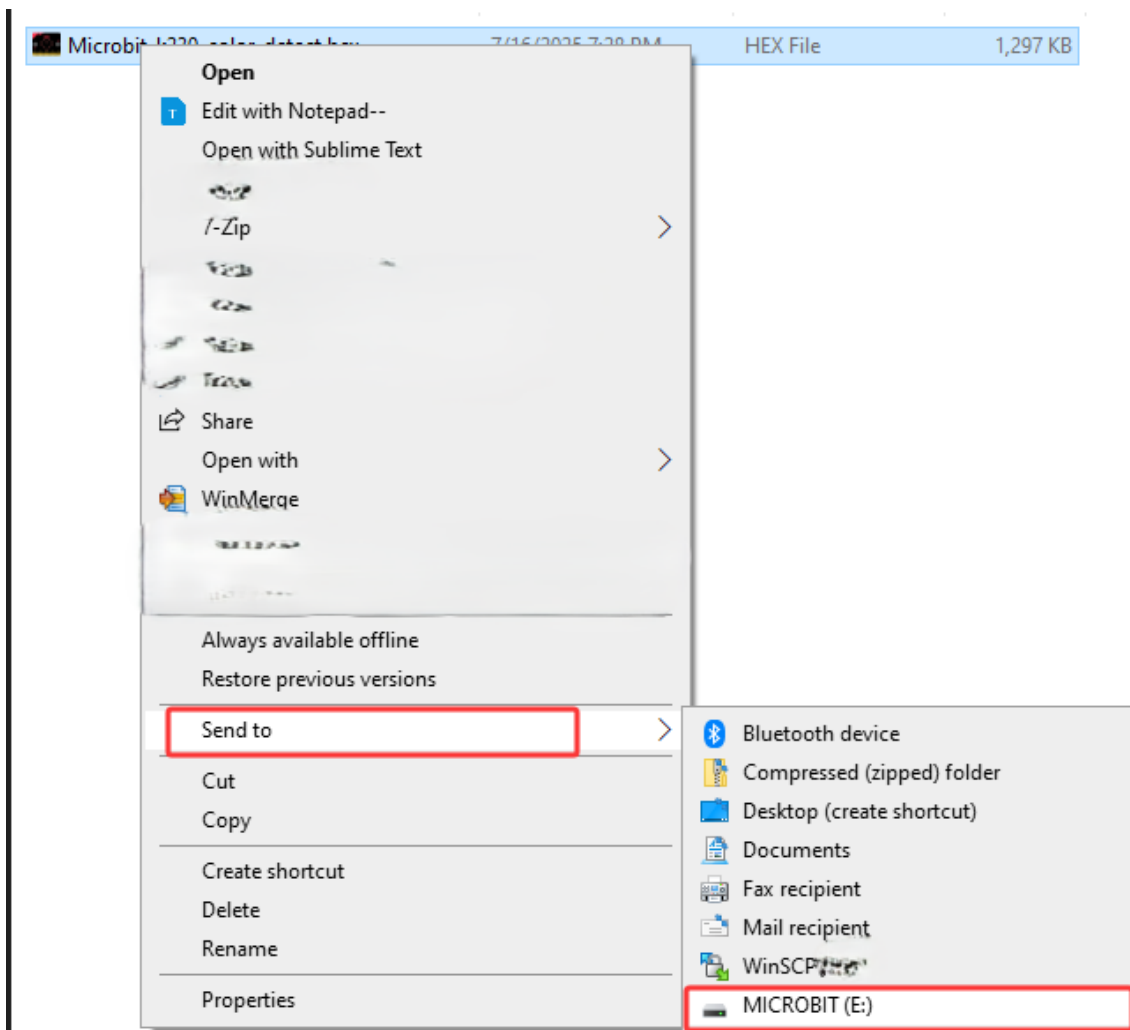 HEX File 1,297 KB
Open
Edit with Notepad--
Open with Sublime Text
-Zip
Share
Open with
WinMerge
Always available offline
Restore previous versions
Send to
Cut
Copy
Create shortcut
Delete
Rename
Properties
Bluetooth device
Compressed (zipped) folder
Desktop (create shortcut)
Documents
Fax recipient
Mail recipient
WinSCP
MICROBIT (E:)